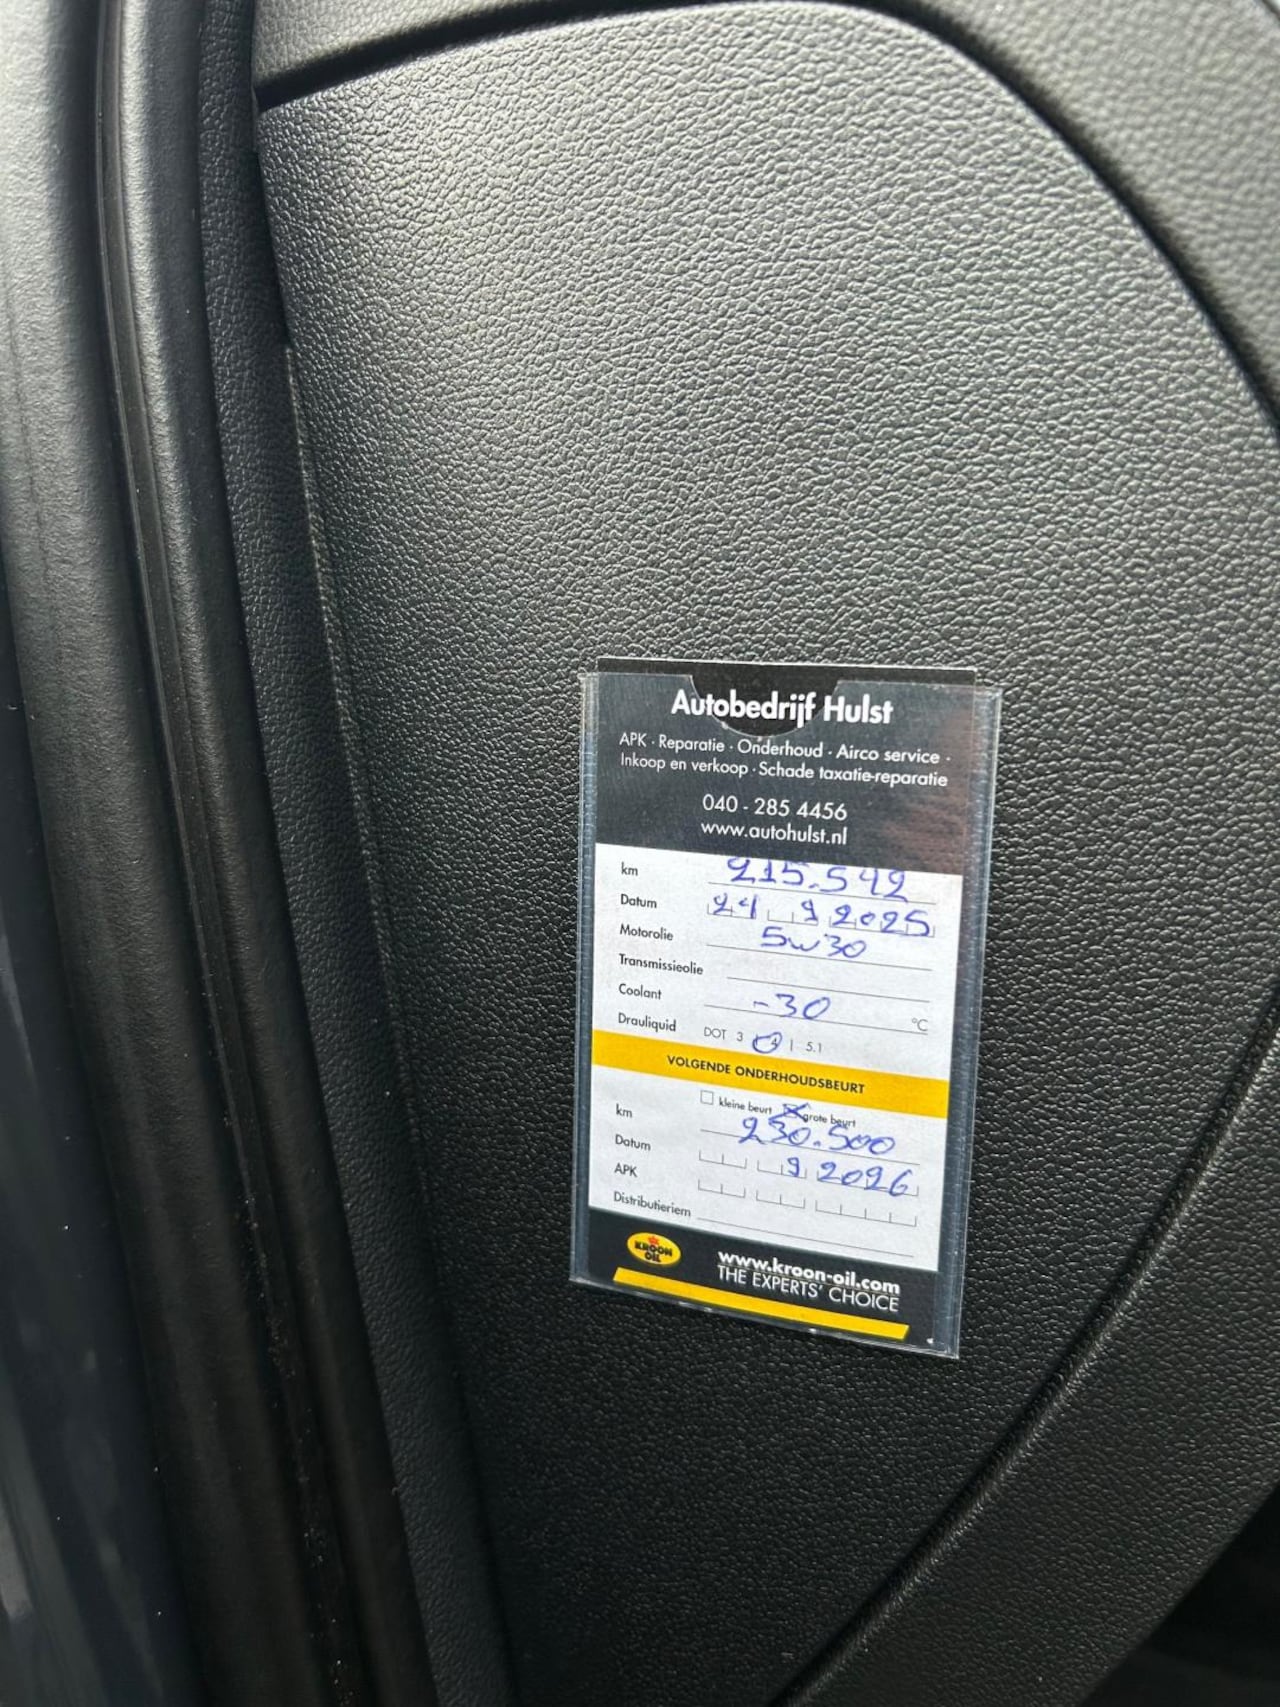 Autobedrijf Hulst
APK · Reparatie · Onderhoud · Airco service ·
Inkoop en verkoop · Schade taxatie-reparatie
040 - 285 4456
www.autohulst.nl
km 215.542
Datum 24 9 2025
Motorolie 5w30
Transmissieolie
Coolant -30 °C
Drauliquid DOT 3 | 4 | 5.1
VOLGENDE ONDERHOUDSBEURT
kleine beurt grote beurt
km 230.500
Datum 9 2026
APK
Distributieriem
KROON
OIL
www.kroon-oil.com
THE EXPERTS' CHOICE